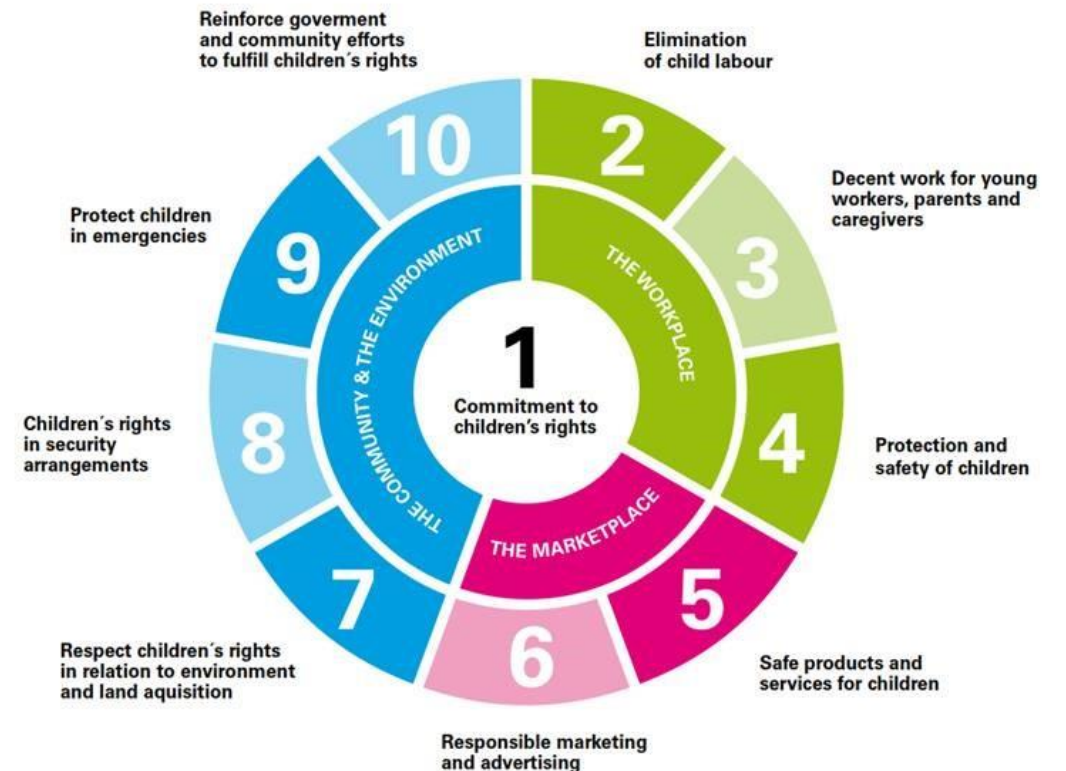 Reinforce goverment
and community efforts
to fulfill children´s rights
10
Elimination
of child labour
2
Decent work for young
workers, parents and
caregivers
3
Protection and
safety of children
4
Safe products and
services for children
5
Responsible marketing
and advertising
6
Respect children´s rights
in relation to environment
and land aquisition
7
Children´s rights
in security
arrangements
8
Protect children
in emergencies
9
THE COMMUNITY & THE ENVIRONMENT
THE WORKPLACE
THE MARKETPLACE
1
Commitment to
children's rights